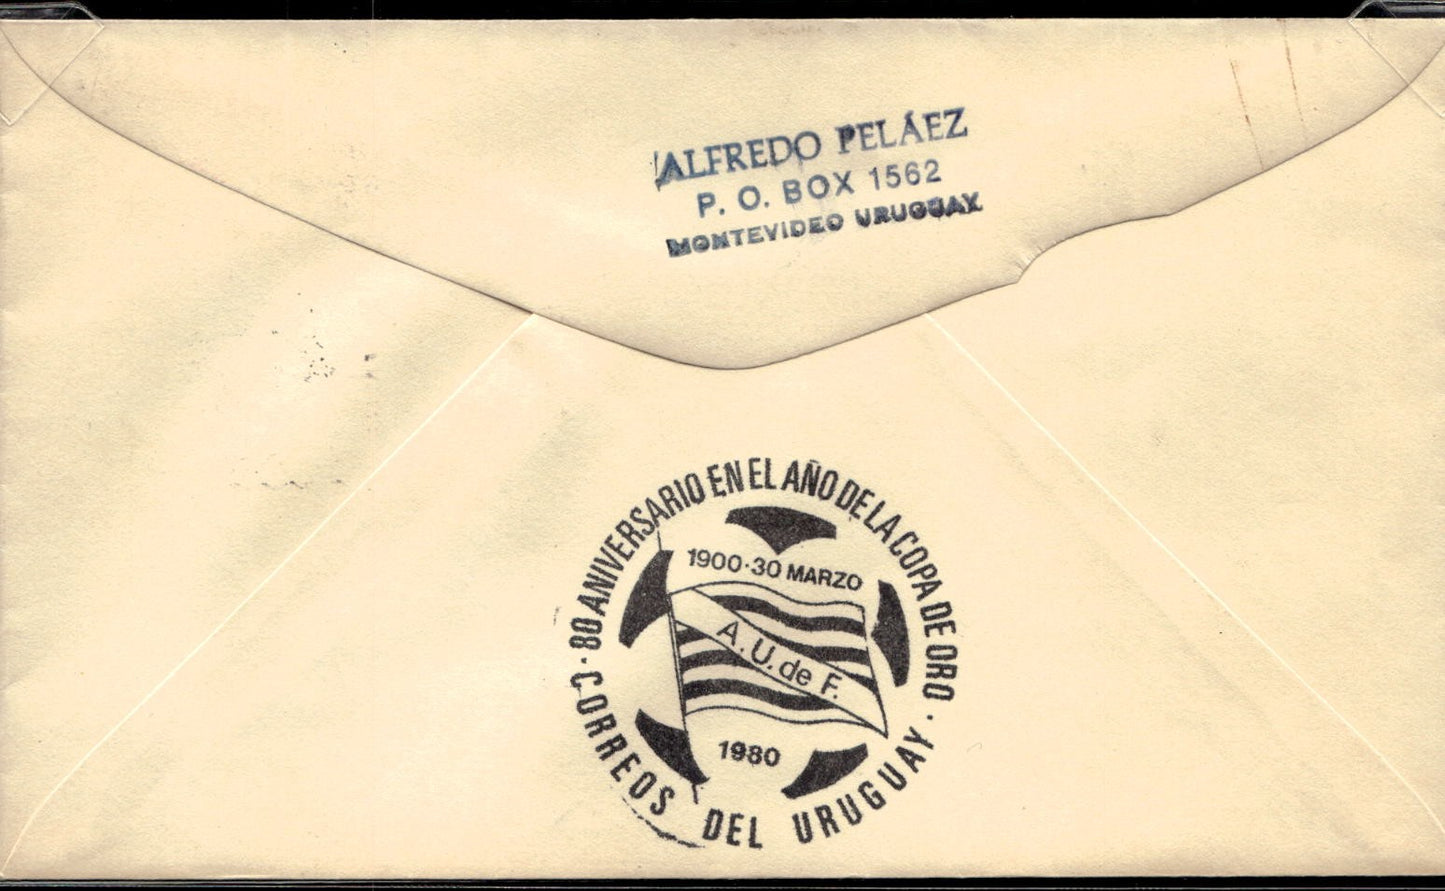 ALFREDO PELÁEZ
P. O. BOX 1562
MONTEVIDEO URUGUAY
80 ANIVERSARIO EN EL AÑO DE LA COPA DE ORO
1900·30 MARZO
A. U. de F.
1980
· CORREOS DEL URUGUAY ·